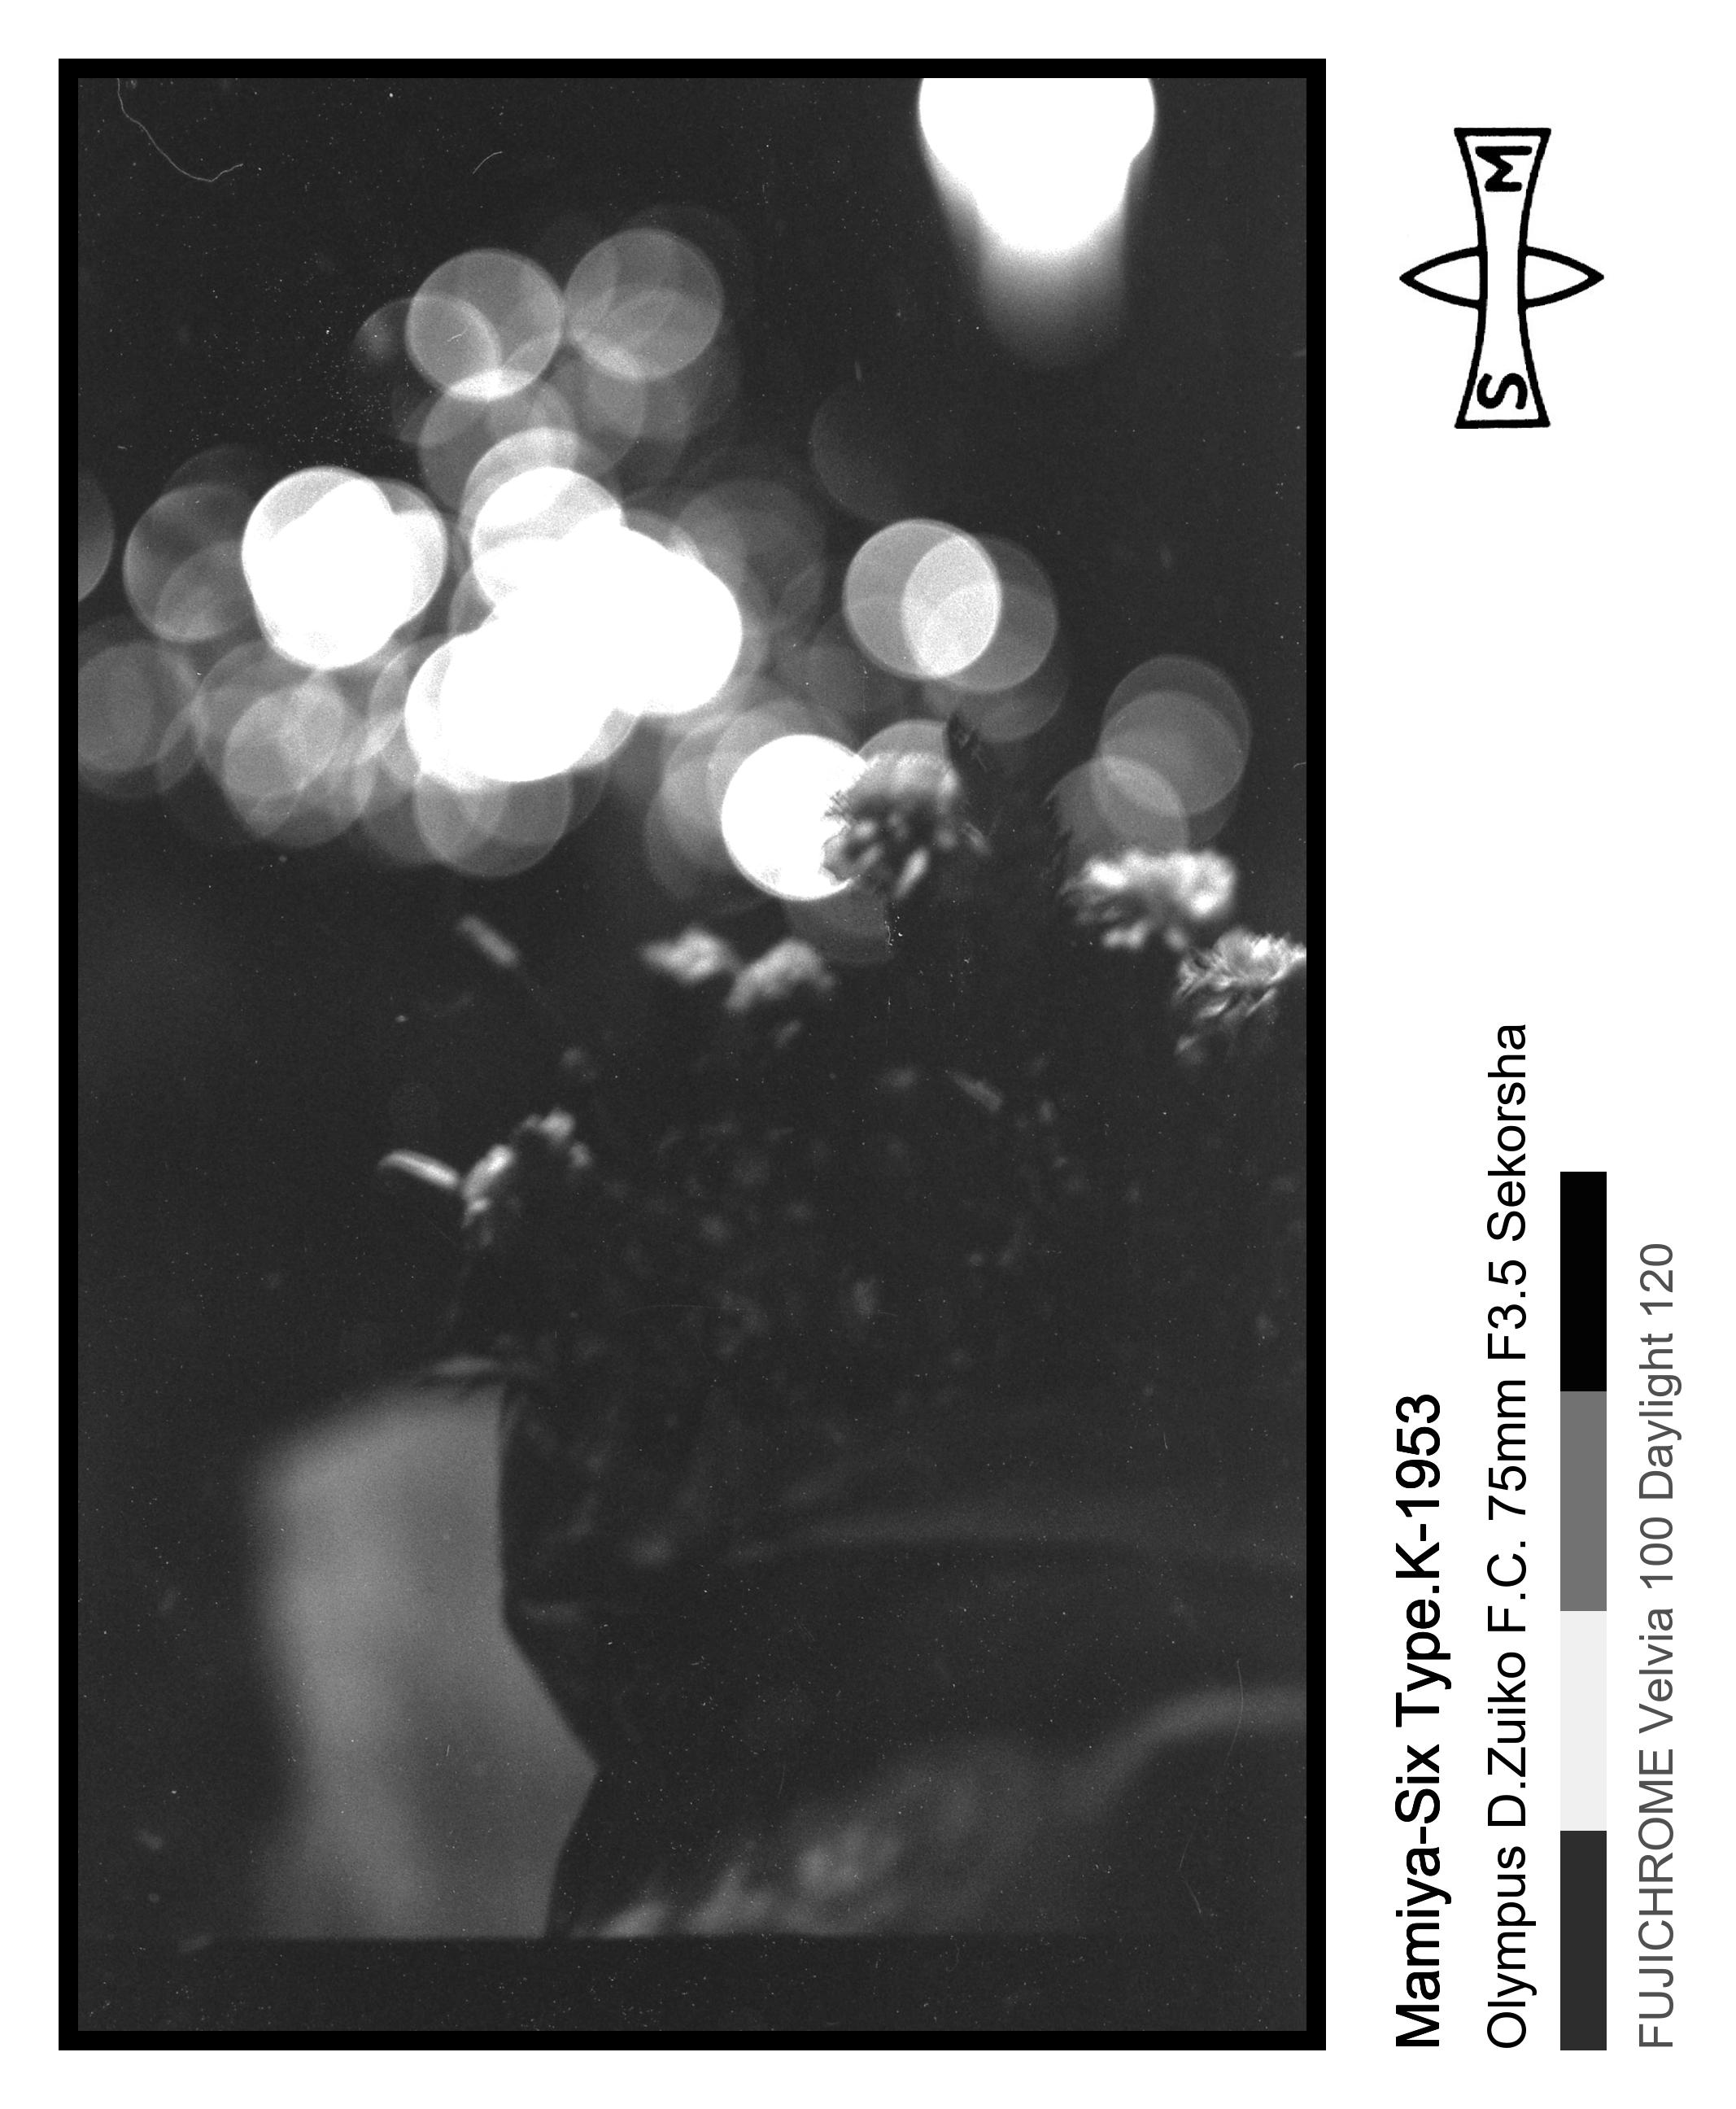 Mamiya-Six Type.K-1953
Olympus D.Zuiko F.C. 75mm F3.5 Sekorsha
FUJICHROME Velvia 100 Daylight 120
S M